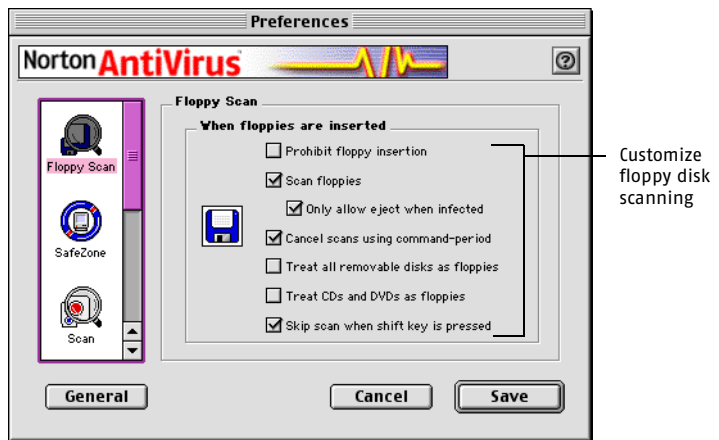 Preferences
Norton AntiVirus
?
Floppy Scan
When floppies are inserted
Prohibit floppy insertion
Scan floppies
Only allow eject when infected
Cancel scans using command-period
Treat all removable disks as floppies
Treat CDs and DVDs as floppies
Skip scan when shift key is pressed
Floppy Scan
SafeZone
Scan
Customize
floppy disk
scanning
General
Cancel
Save